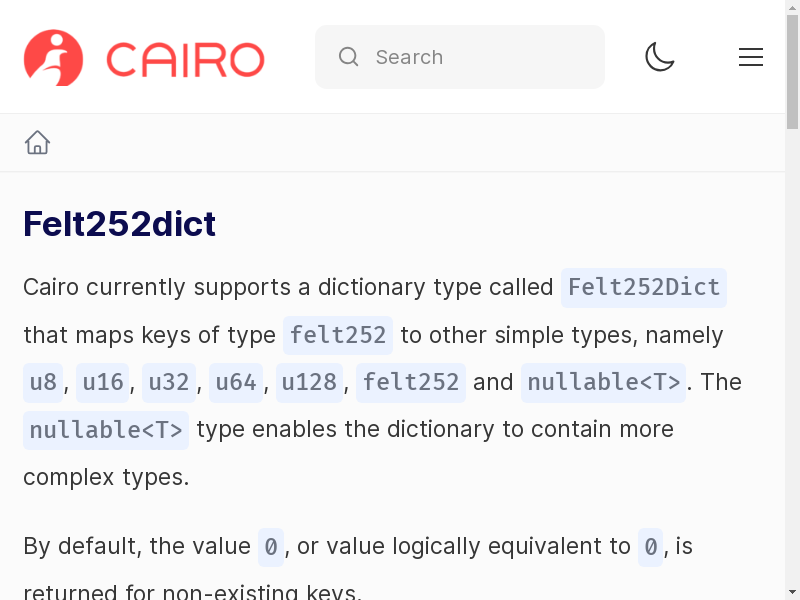 CAIRO
Search
Felt252dict
Cairo currently supports a dictionary type called Felt252Dict
that maps keys of type felt252 to other simple types, namely
u8, u16, u32, u64, u128, felt252 and nullable<T>. The
nullable<T> type enables the dictionary to contain more
complex types.
By default, the value 0, or value logically equivalent to 0, is
returned for non-existing keys.